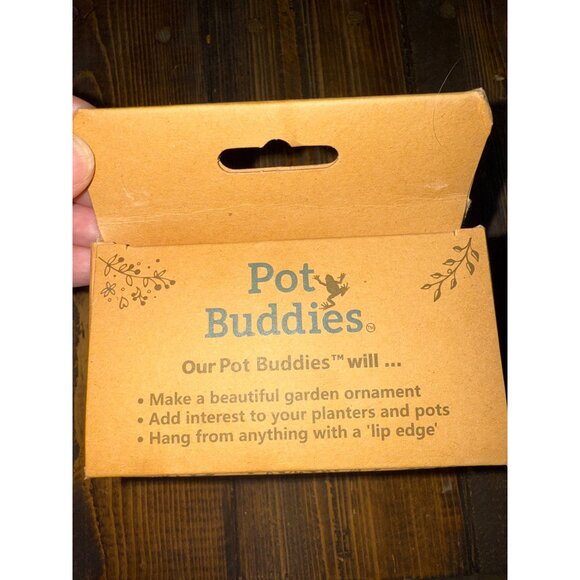 Pot
Buddies™
Our Pot Buddies™ will ...
• Make a beautiful garden ornament
• Add interest to your planters and pots
• Hang from anything with a 'lip edge'